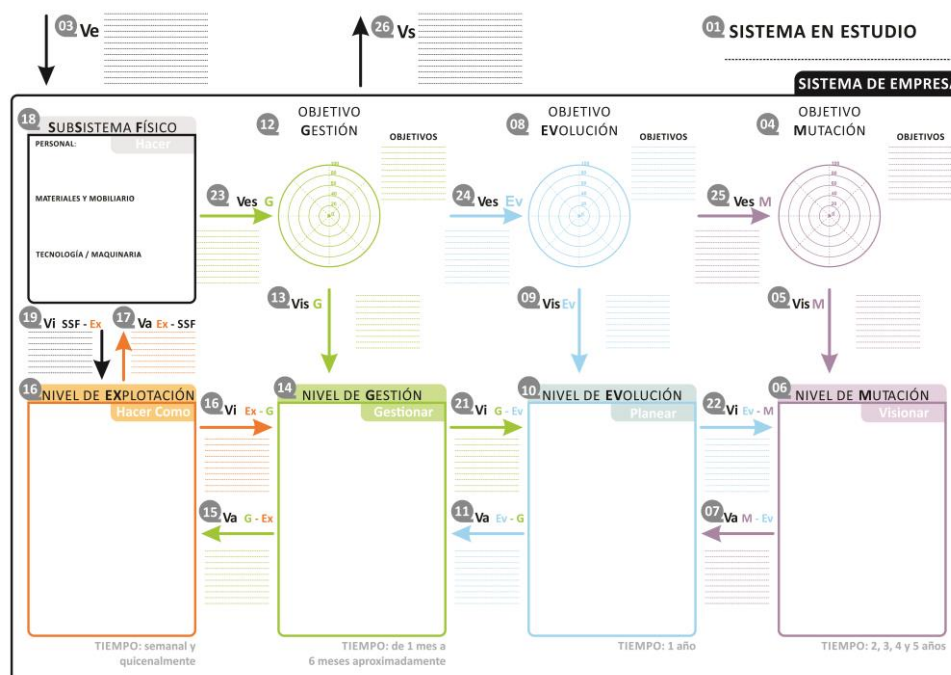 03 Ve
26 Vs
01 SISTEMA EN ESTUDIO
SISTEMA DE EMPRESA
18 SUBSISTEMA FÍSICO
Hacer
PERSONAL:
MATERIALES Y MOBILIARIO
TECNOLOGÍA / MAQUINARIA
12 OBJETIVO
GESTIÓN
OBJETIVOS
08 OBJETIVO
EVOLUCIÓN
OBJETIVOS
04 OBJETIVO
MUTACIÓN
OBJETIVOS
23 Ves G
24 Ves Ev
25 Ves M
13 Vis G
09 Vis Ev
05 Vis M
19 Vi SSF - Ex
17 Va Ex - SSF
16 NIVEL DE EXPLOTACIÓN
Hacer Como
16 Vi Ex - G
14 NIVEL DE GESTIÓN
Gestionar
21 Vi G - Ev
10 NIVEL DE EVOLUCIÓN
Planear
22 Vi Ev - M
06 NIVEL DE MUTACIÓN
Visionar
15 Va G - Ex
11 Va Ev - G
07 Va M - Ev
TIEMPO: semanal y
quicenalmente
TIEMPO: de 1 mes a
6 meses aproximadamente
TIEMPO: 1 año
TIEMPO: 2, 3, 4 y 5 años